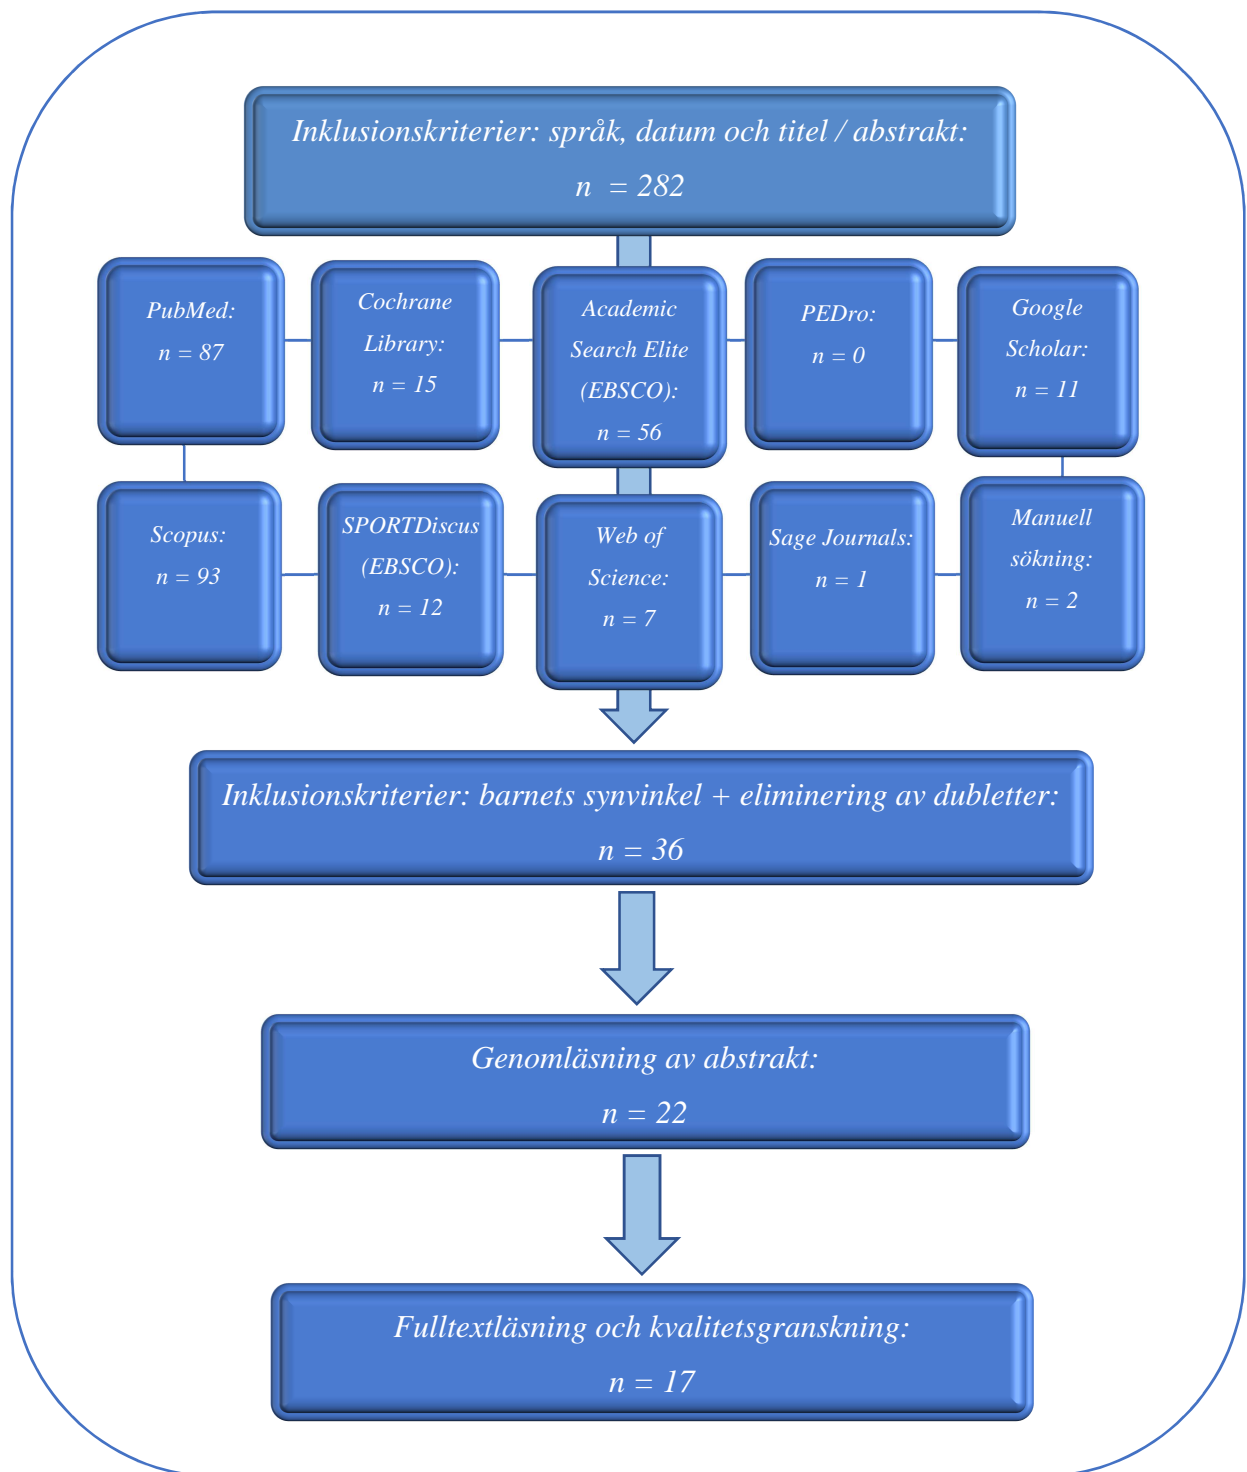 Inklusionskriterier: språk, datum och titel / abstrakt:
n = 282
PubMed:
n = 87
Cochrane
Library:
n = 15
Academic
Search Elite
(EBSCO):
n = 56
PEDro:
n = 0
Google
Scholar:
n = 11
Scopus:
n = 93
SPORTDiscus
(EBSCO):
n = 12
Web of
Science:
n = 7
Sage Journals:
n = 1
Manuell
sökning:
n = 2
Inklusionskriterier: barnets synvinkel + eliminering av dubletter:
n = 36
Genomläsning av abstrakt:
n = 22
Fulltextläsning och kvalitetsgranskning:
n = 17